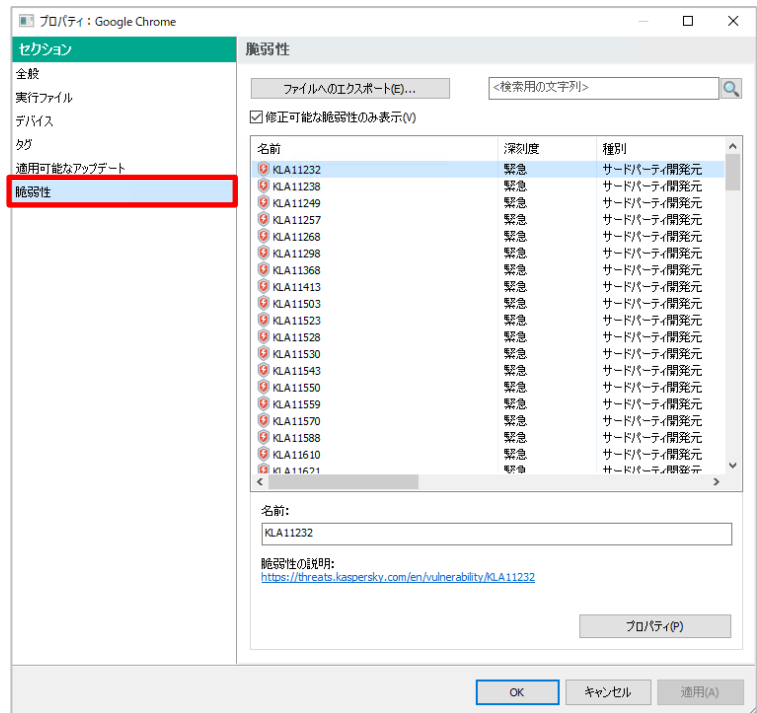 プロパティ：Google Chrome
セクション
全般
実行ファイル
デバイス
タグ
適用可能なアップデート
脆弱性
脆弱性
ファイルへのエクスポート(E)... <検索用の文字列>
修正可能な脆弱性のみ表示(V)
名前 深刻度 種別
KLA11232 緊急 サードパーティ開発元
KLA11238 緊急 サードパーティ開発元
KLA11249 緊急 サードパーティ開発元
KLA11257 緊急 サードパーティ開発元
KLA11268 緊急 サードパーティ開発元
KLA11298 緊急 サードパーティ開発元
KLA11368 緊急 サードパーティ開発元
KLA11413 緊急 サードパーティ開発元
KLA11503 緊急 サードパーティ開発元
KLA11523 緊急 サードパーティ開発元
KLA11528 緊急 サードパーティ開発元
KLA11530 緊急 サードパーティ開発元
KLA11543 緊急 サードパーティ開発元
KLA11550 緊急 サードパーティ開発元
KLA11559 緊急 サードパーティ開発元
KLA11570 緊急 サードパーティ開発元
KLA11588 緊急 サードパーティ開発元
KLA11610 緊急 サードパーティ開発元
KLA11621 緊急 サードパーティ開発元
名前:
KLA11232
脆弱性の説明:
https://threats.kaspersky.com/en/vulnerability/KLA11232
プロパティ(P)
OK キャンセル 適用(A)